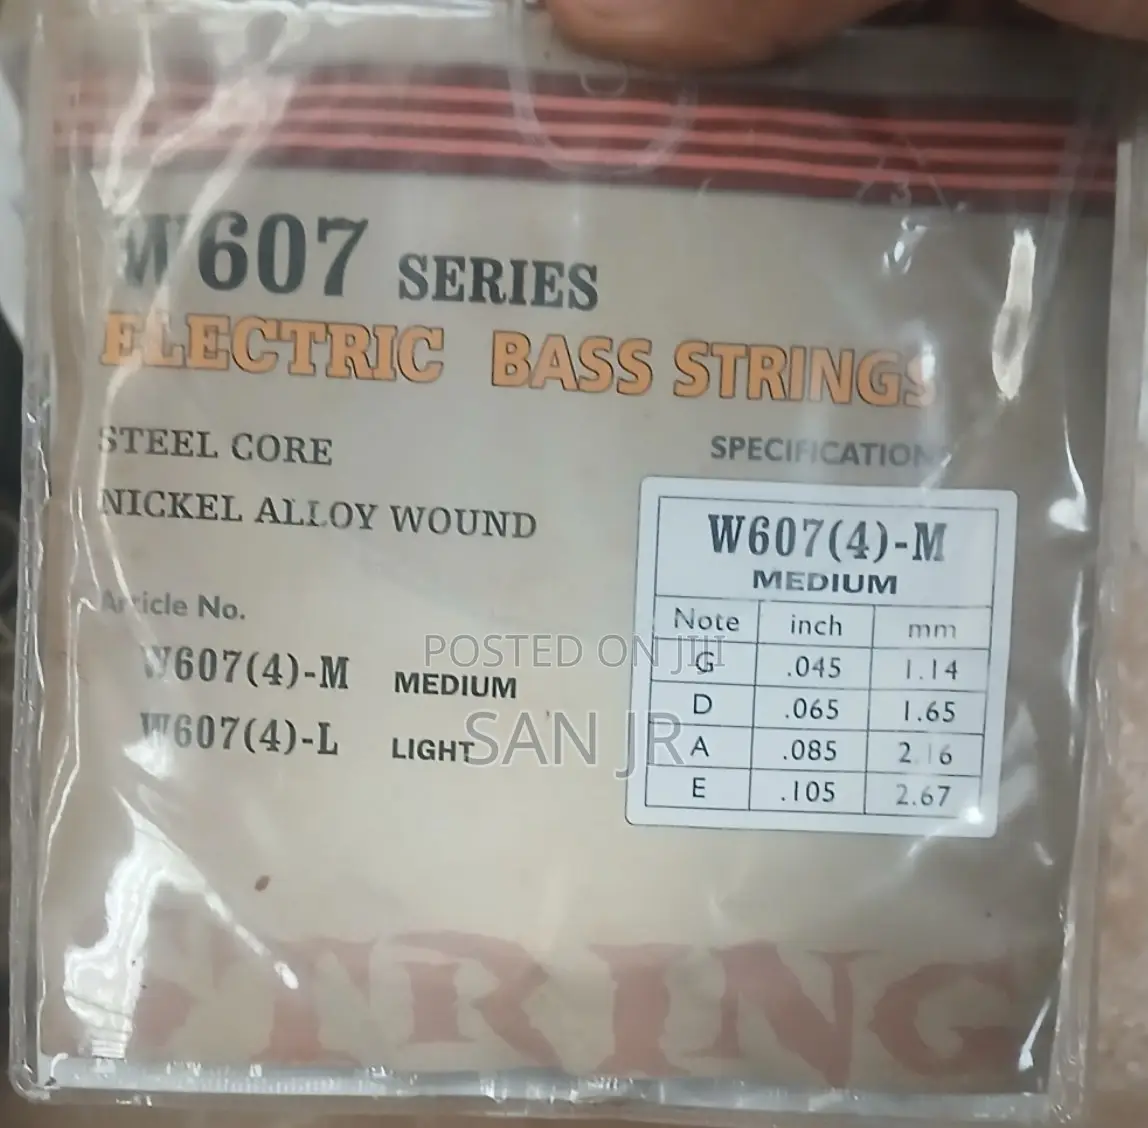 W607 SERIES
ELECTRIC BASS STRINGS
STEEL CORE
NICKEL ALLOY WOUND
SPECIFICATIONS
W607(4)-M
MEDIUM
Note inch mm
G .045 1.14
D .065 1.65
A .085 2.16
E .105 2.67
Article No.
W607(4)-M MEDIUM
W607(4)-L LIGHT
POSTED ON JIJI
SAN JR
STRING